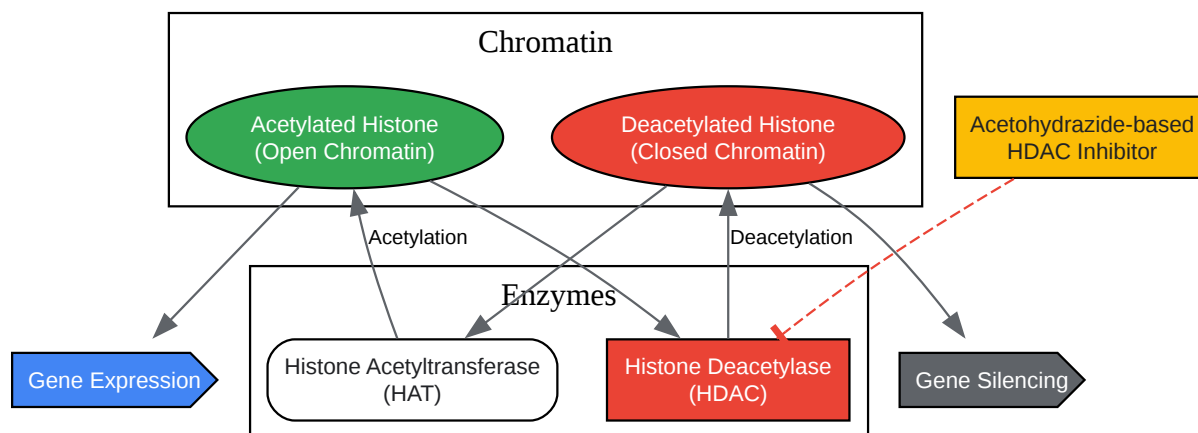 Chromatin
Acetylated Histone
(Open Chromatin)
Deacetylated Histone
(Closed Chromatin)
Acetohydrazide-based
HDAC Inhibitor
Acetylation
Deacetylation
Enzymes
Gene Expression
Histone Acetyltransferase
(HAT)
Histone Deacetylase
(HDAC)
Gene Silencing